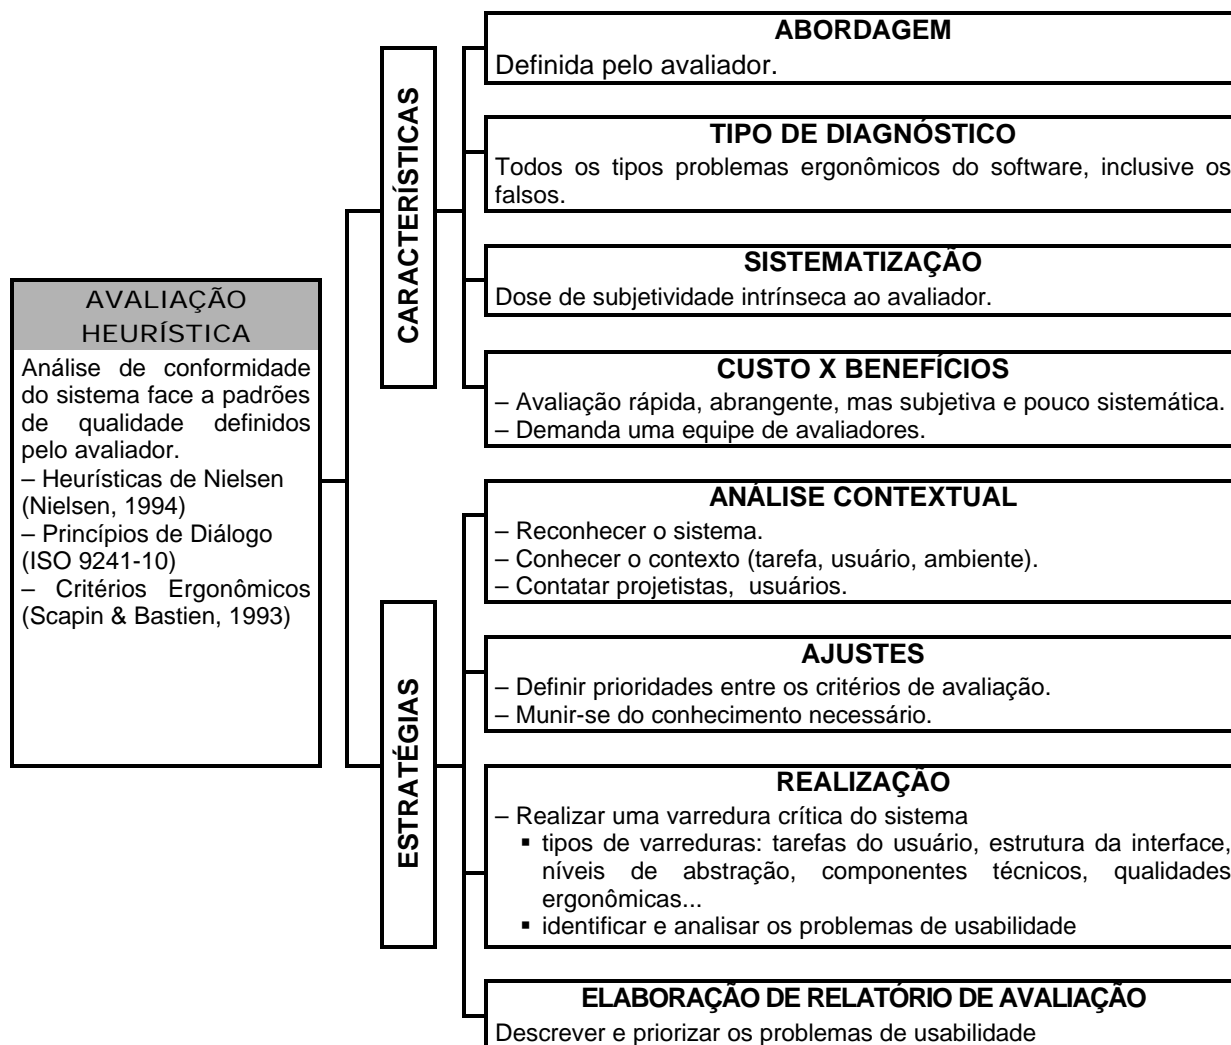 AVALIAÇÃO
HEURÍSTICA
Análise de conformidade
do sistema face a padrões
de qualidade definidos
pelo avaliador.
– Heurísticas de Nielsen
(Nielsen, 1994)
– Princípios de Diálogo
(ISO 9241-10)
– Critérios Ergonômicos
(Scapin & Bastien, 1993)
CARACTERÍSTICAS
ABORDAGEM
Definida pelo avaliador.
TIPO DE DIAGNÓSTICO
Todos os tipos problemas ergonômicos do software, inclusive os
falsos.
SISTEMATIZAÇÃO
Dose de subjetividade intrínseca ao avaliador.
CUSTO X BENEFÍCIOS
– Avaliação rápida, abrangente, mas subjetiva e pouco sistemática.
– Demanda uma equipe de avaliadores.
ESTRATÉGIAS
ANÁLISE CONTEXTUAL
– Reconhecer o sistema.
– Conhecer o contexto (tarefa, usuário, ambiente).
– Contatar projetistas, usuários.
AJUSTES
– Definir prioridades entre os critérios de avaliação.
– Munir-se do conhecimento necessário.
REALIZAÇÃO
– Realizar uma varredura crítica do sistema
▪ tipos de varreduras: tarefas do usuário, estrutura da interface,
níveis de abstração, componentes técnicos, qualidades
ergonômicas...
▪ identificar e analisar os problemas de usabilidade
ELABORAÇÃO DE RELATÓRIO DE AVALIAÇÃO
Descrever e priorizar os problemas de usabilidade